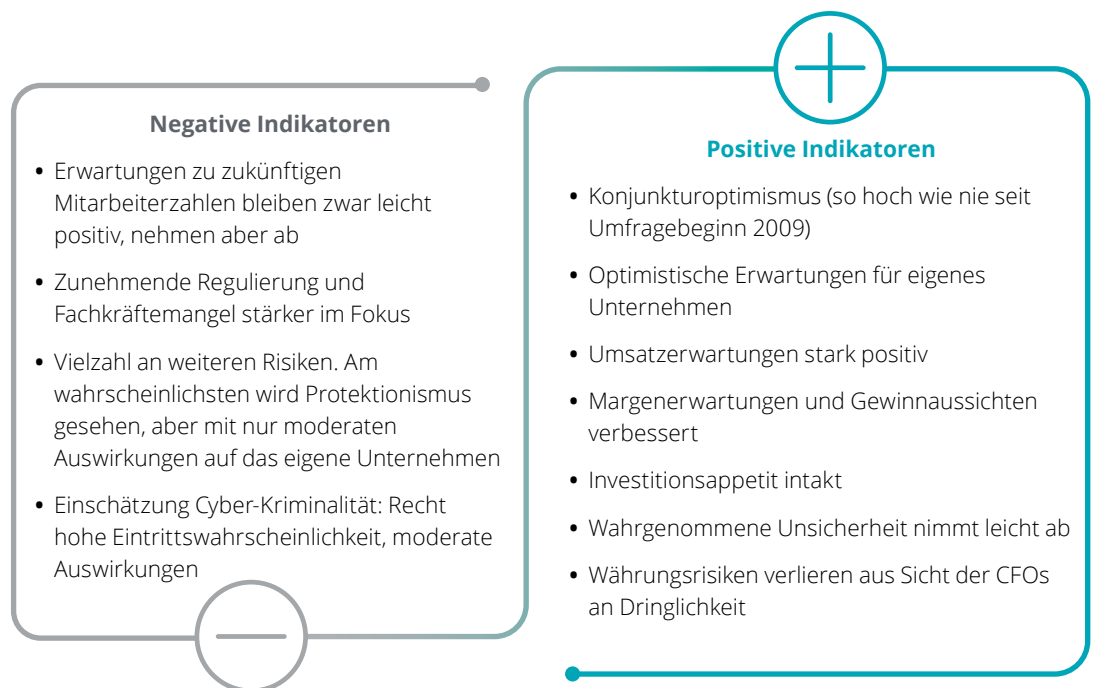 Negative Indikatoren
• Erwartungen zu zukünftigen
Mitarbeiterzahlen bleiben zwar leicht
positiv, nehmen aber ab
• Zunehmende Regulierung und
Fachkräftemangel stärker im Fokus
• Vielzahl an weiteren Risiken. Am
wahrscheinlichsten wird Protektionismus
gesehen, aber mit nur moderaten
Auswirkungen auf das eigene Unternehmen
• Einschätzung Cyber-Kriminalität: Recht
hohe Eintrittswahrscheinlichkeit, moderate
Auswirkungen
Positive Indikatoren
• Konjunkturoptimismus (so hoch wie nie seit
Umfragebeginn 2009)
• Optimistische Erwartungen für eigenes
Unternehmen
• Umsatzerwartungen stark positiv
• Margenerwartungen und Gewinnaussichten
verbessert
• Investitionsappetit intakt
• Wahrgenommene Unsicherheit nimmt leicht ab
• Währungsrisiken verlieren aus Sicht der CFOs
an Dringlichkeit